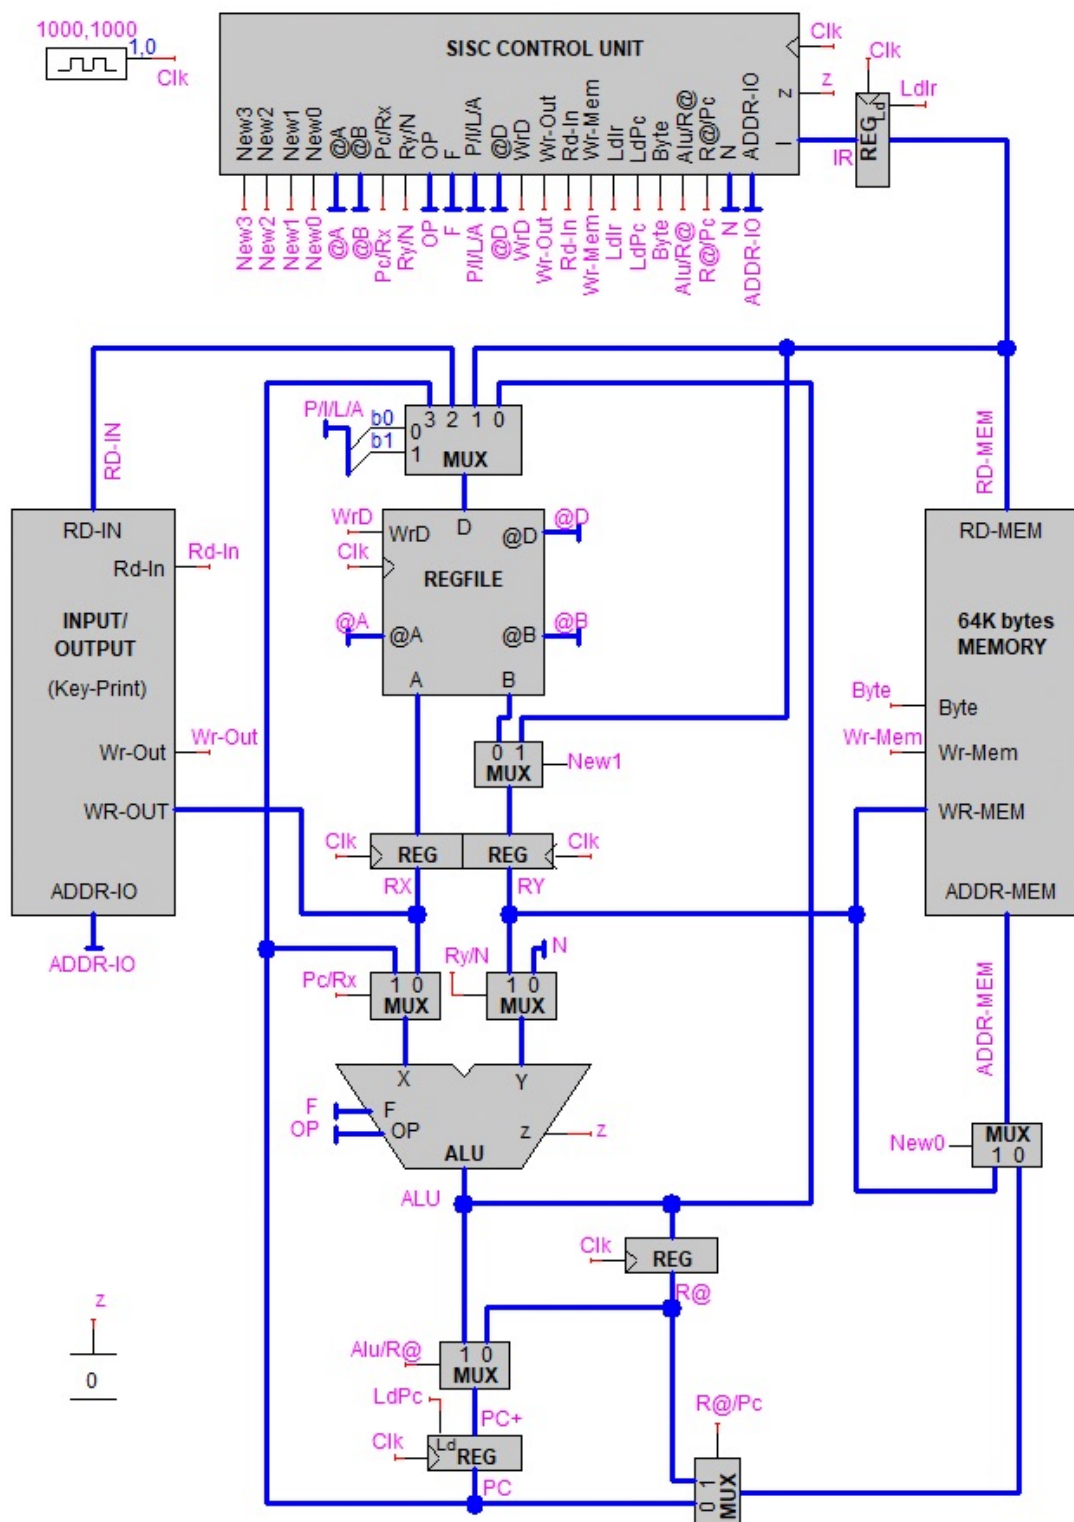 1000,1000
1,0
Clk
SISC CONTROL UNIT
Clk
z
z
I
IR
Clk
LdIr
Ld
REG
New3 New2 New1 New0 @A @B Pc/Rx Ry/N OP F P/I/L/A @D WrD Wr-Out Rd-In Wr-Mem LdIr LdPc Byte Alu/R@ R@/Pc N ADDR-IO
New3 New2 New1 New0 @A @B Pc/Rx Ry/N OP F P/I/L/A @D WrD Wr-Out Rd-In Wr-Mem LdIr LdPc Byte Alu/R@ R@/Pc N ADDR-IO
P/I/L/A
b0
b1
0
1
3 2 1 0
MUX
RD-IN
RD-MEM
RD-IN
Rd-In
Rd-In
INPUT/
OUTPUT
(Key-Print)
Wr-Out
Wr-Out
WR-OUT
ADDR-IO
ADDR-IO
WrD
WrD
D
@D
@D
Clk
REGFILE
@A
@A
@B
@B
A
B
0 1
MUX
New1
RD-MEM
64K bytes
MEMORY
Byte
Byte
Wr-Mem
Wr-Mem
WR-MEM
ADDR-MEM
ADDR-MEM
Clk
REG
REG
Clk
RX
RY
Pc/Rx
1 0
MUX
Ry/N
N
1 0
MUX
X
Y
F
F
OP
OP
z
z
ALU
ALU
New0
MUX
1 0
Clk
REG
R@
Alu/R@
1 0
MUX
LdPc
PC+
Clk
Ld
REG
PC
R@/Pc
0 1
MUX
z
0